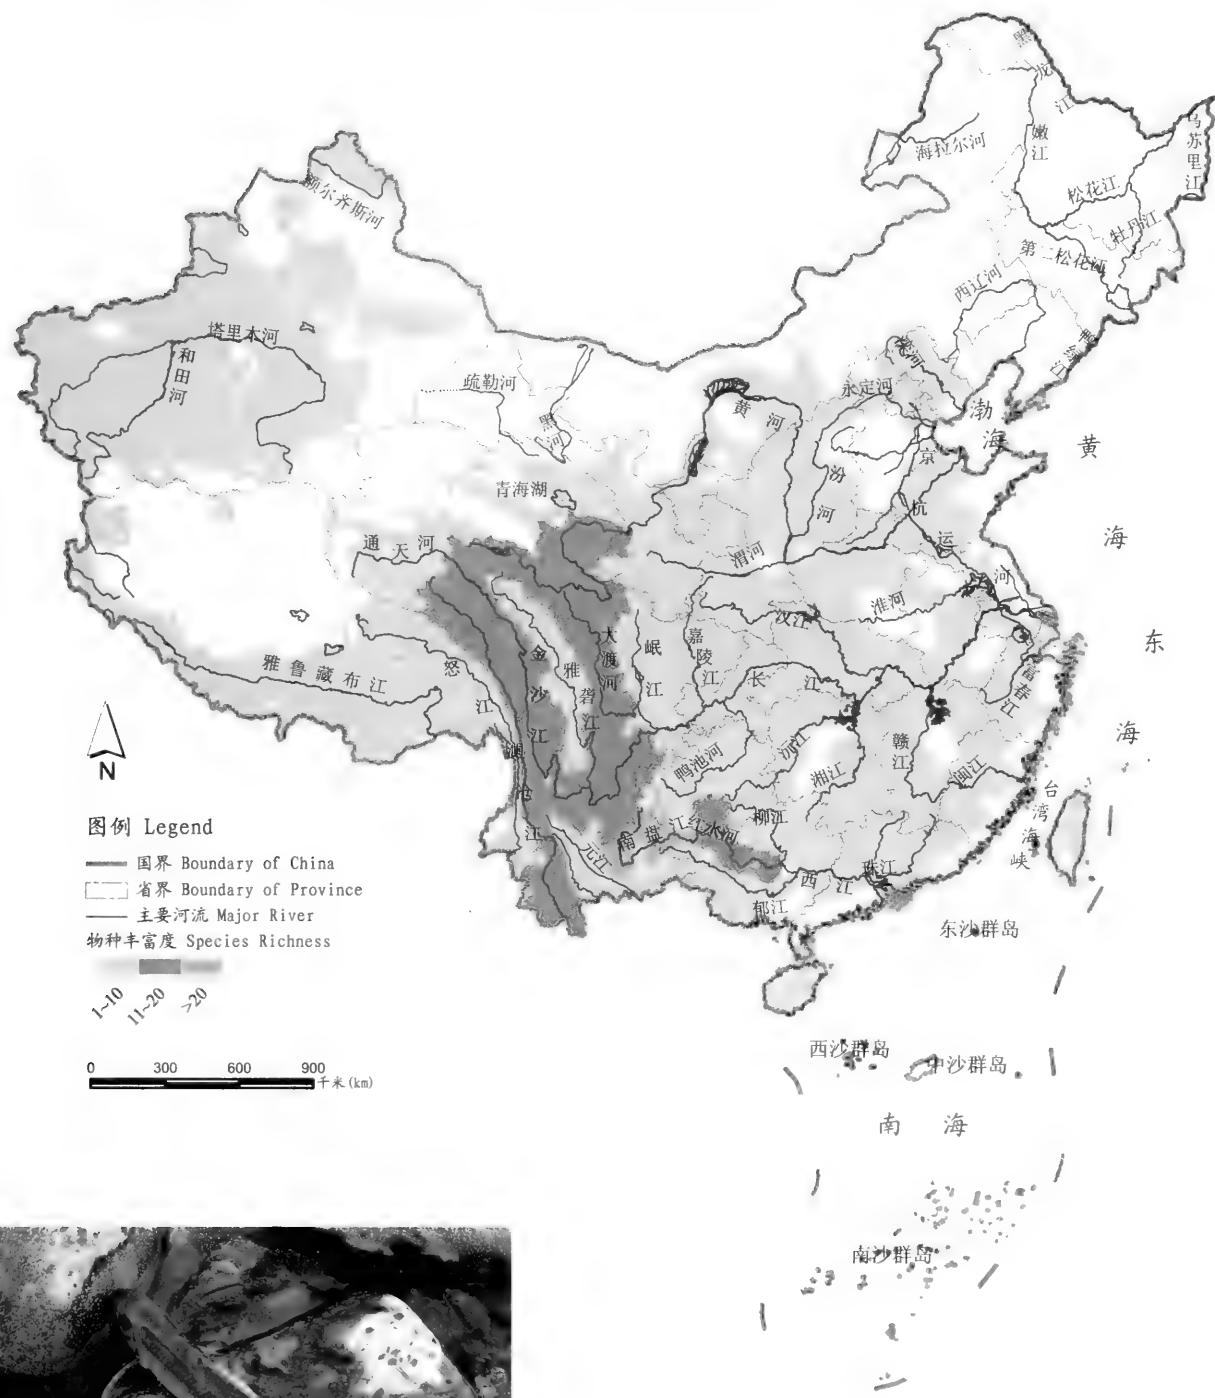 黑
龙
江
嫩
江
海拉尔河
乌
苏
里
江
松花江
牡丹江
第二松花江
西辽河
鸭
绿
江
额尔齐斯河
塔里木河
和
田
河
疏勒河
黑
河
滦河
永定河
渤
海
黄
海
黄河
汾
河
京
杭
运
河
青海湖
通天河
渭河
淮河
汉江
大
渡
河
岷
江
嘉
陵
江
金
沙
江
雅
砻
江
怒
江
雅鲁藏布江
长江
富
春
江
东
海
澜
沧
江
鸭池河
沅江
湘江
赣
江
闽江
台
湾
海
峡
元江
南盘江
红水河
柳江
西江
珠江
郁江
N
图例 Legend
国界 Boundary of China
省界 Boundary of Province
主要河流 Major River
物种丰富度 Species Richness
1~10
11~20
>20
0 300 600 900
千米(km)
东沙群岛
西沙群岛
中沙群岛
南海
南沙群岛